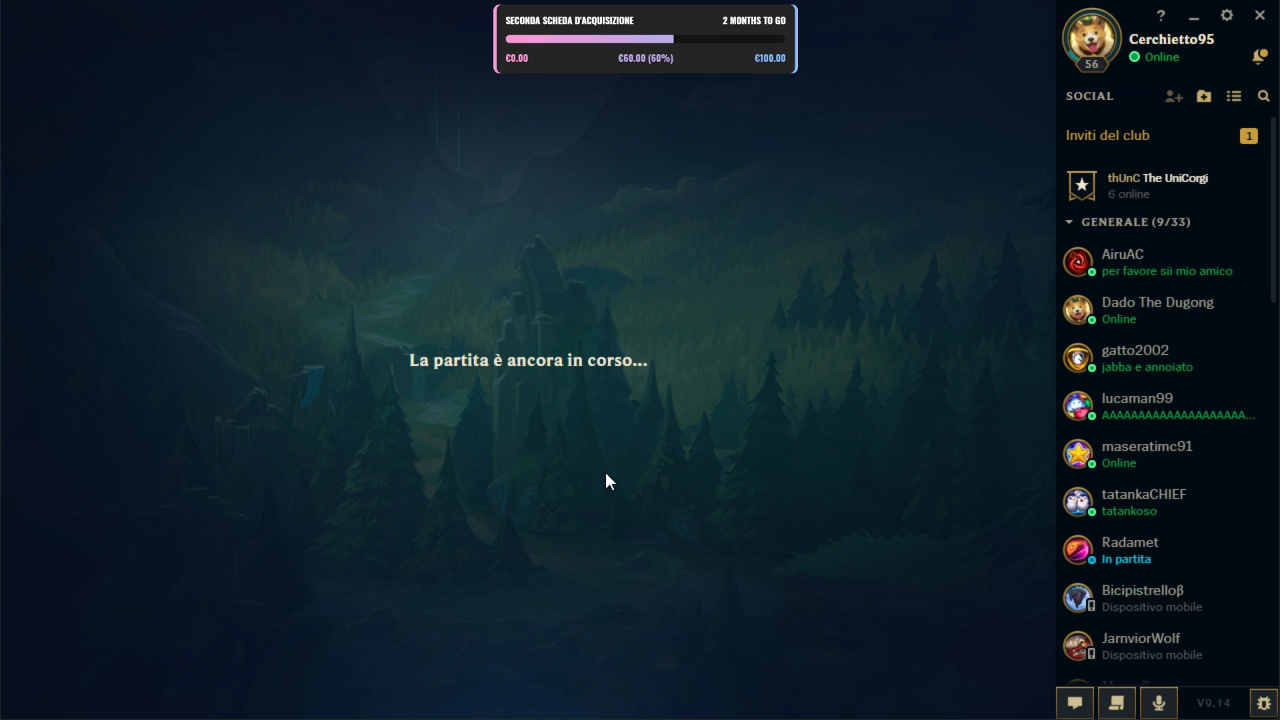 SECONDA SCHEDA D'ACQUISIZIONE 2 MONTHS TO GO
€0.00 €60.00 (60%) €100.00
La partita è ancora in corso...
?
Cerchietto95
Online
56
SOCIAL
Inviti del club 1
thUnC The UniCorgi
6 online
GENERALE (9/33)
AiruAC
per favore sii mio amico
Dado The Dugong
Online
gatto2002
jabba e annoiato
lucaman99
AAAAAAAAAAAAAAAAAAAA...
maseratimc91
Online
tatankaCHIEF
tatankoso
Radamet
In partita
Bicipistrelloβ
Dispositivo mobile
JarnviorWolf
Dispositivo mobile
V9.14